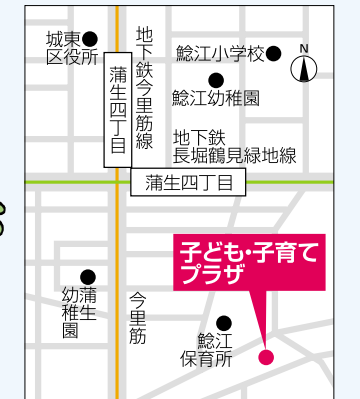 城東
区役所
地下鉄今里筋線
蒲生四丁目
鯰江小学校
N
鯰江幼稚園
地下鉄
長堀鶴見緑地線
蒲生四丁目
子ども・子育て
プラザ
蒲生
幼稚園
今里筋
鯰江
保育所